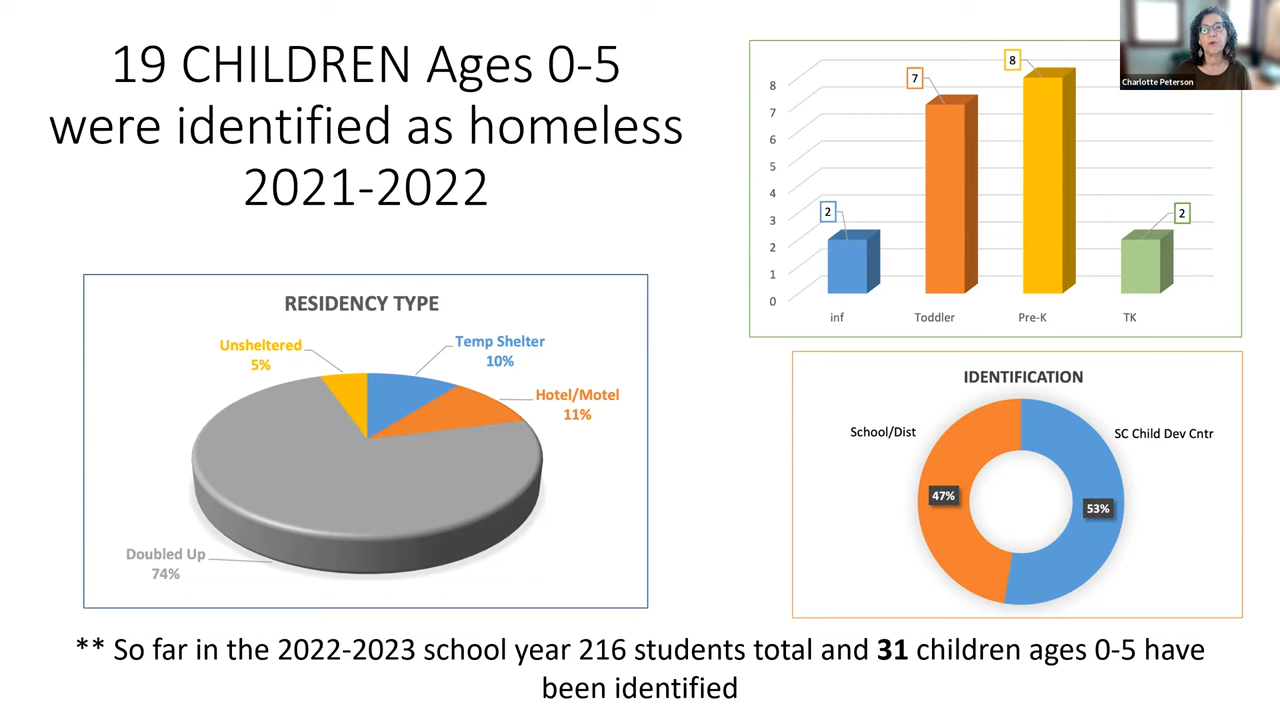 19 CHILDREN Ages 0-5
were identified as homeless
2021-2022
Charlotte Peterson
8
7
6
5
4
3
2
1
0
2
7
8
2
inf
Toddler
Pre-K
TK
RESIDENCY TYPE
Unsheltered
5%
Temp Shelter
10%
Hotel/Motel
11%
Doubled Up
74%
IDENTIFICATION
School/Dist
SC Child Dev Cntr
47%
53%
** So far in the 2022-2023 school year 216 students total and 31 children ages 0-5 have
been identified